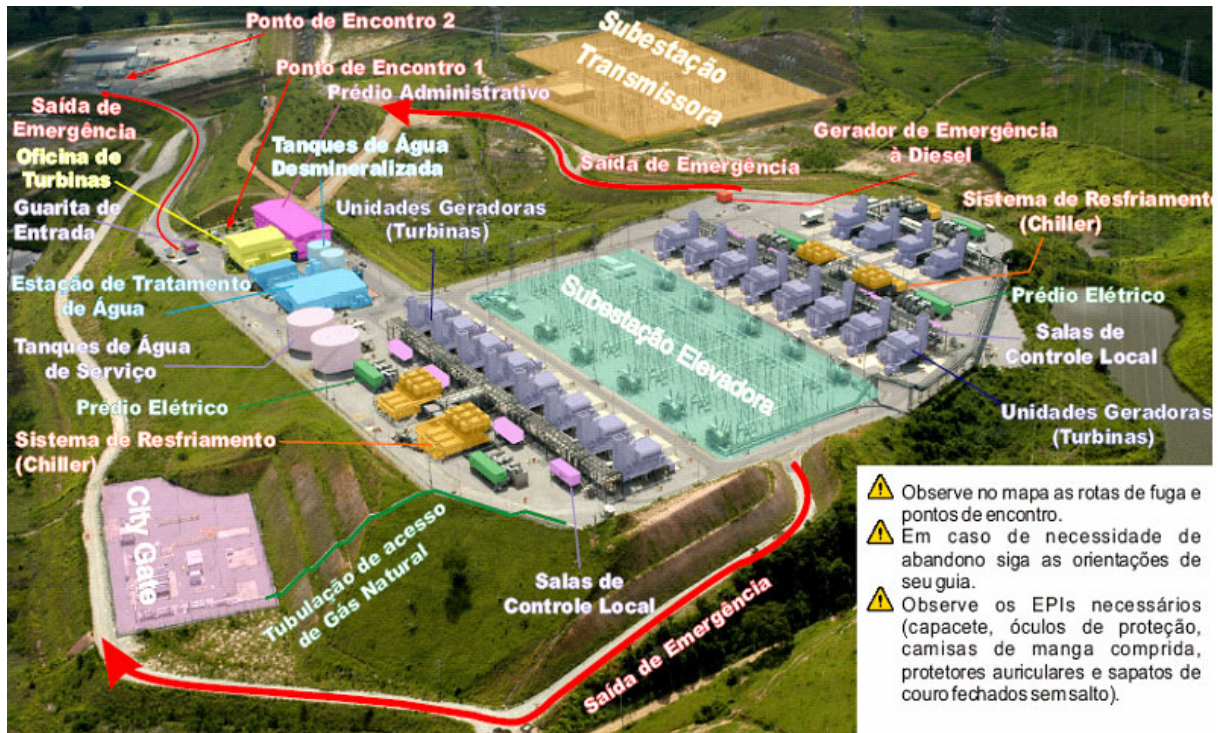 Ponto de Encontro 2
Ponto de Encontro 1
Prédio Administrativo
Saída de
Emergência
Oficina de
Turbinas
Guarita de
Entrada
Tanques de Água
Desmineralizada
Unidades Geradoras
(Turbinas)
Estação de Tratamento
de Água
Tanques de Água
de Serviço
Prédio Elétrico
Sistema de Resfriamento
(Chiller)
City Gate
Tubulação de acesso
de Gás Natural
Salas de
Controle Local
Saída de Emergência
Subestação
Transmissora
Saída de Emergência
Gerador de Emergência
à Diesel
Sistema de Resfriamento
(Chiller)
Prédio Elétrico
Salas de
Controle Local
Unidades Geradoras
(Turbinas)
Subestação Elevadora
Observe no mapa as rotas de fuga e
pontos de encontro.
Em caso de necessidade de
abandono siga as orientações de
seu guia.
Observe os EPIs necessários
(capacete, óculos de proteção,
camisas de manga comprida,
protetores auriculares e sapatos de
couro fechados sem salto).